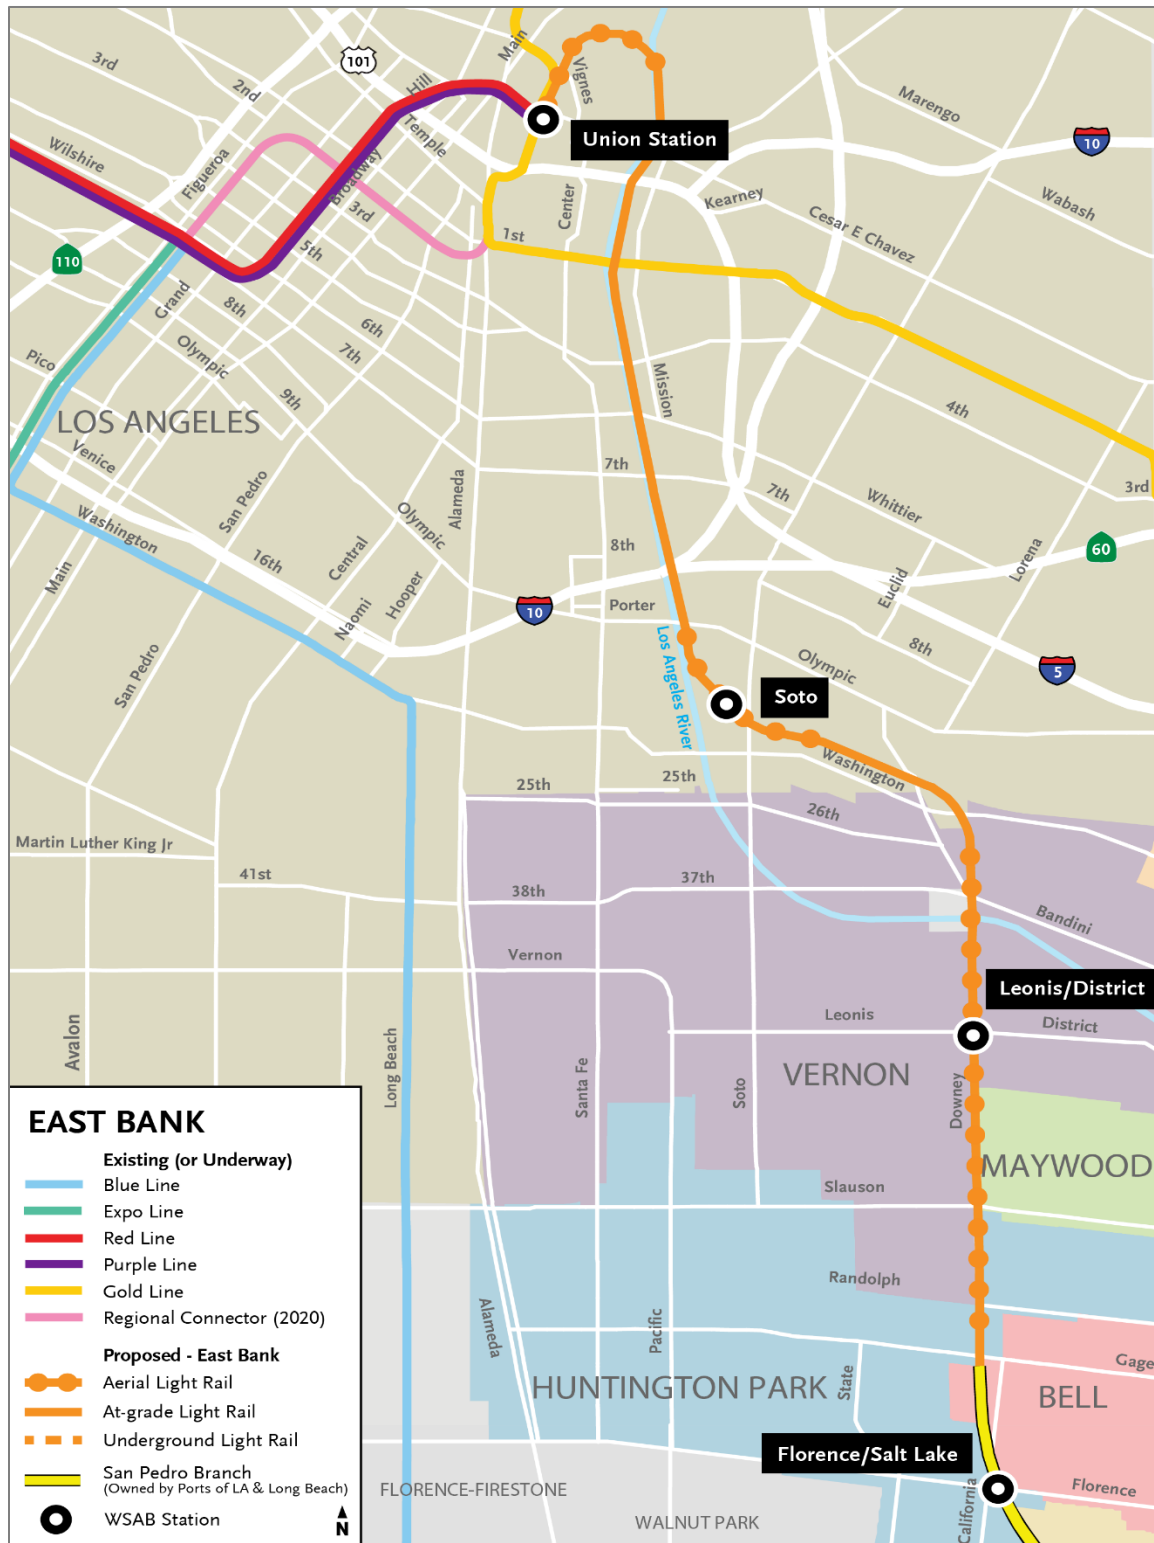 Main
3rd
101
2nd
Hill
Vignes
Marengo
Temple
Union Station
10
Wilshire
Figueroa
Broadway
Center
Kearney
Wabash
3rd
Cesar E Chavez
1st
110
5th
Grand
8th
6th
7th
Olympic
Pico
9th
Mission
4th
LOS ANGELES
Venice
7th
7th
Whittier
3rd
San Pedro
Alameda
Olympic
Washington
8th
60
16th
Central
Lorena
Main
Naomi
Hooper
10
Porter
Euclid
Los Angeles River
8th
Olympic
5
San Pedro
Soto
Washington
25th
25th
26th
Martin Luther King Jr
41st
37th
38th
Bandini
Vernon
Leonis/District
Leonis
District
Avalon
Long Beach
Santa Fe
VERNON
Soto
Downey
MAYWOOD
Slauson
Randolph
Alameda
Pacific
State
Gage
HUNTINGTON PARK
BELL
Florence/Salt Lake
FLORENCE-FIRESTONE
Florence
California
WALNUT PARK
EAST BANK
Existing (or Underway)
Blue Line
Expo Line
Red Line
Purple Line
Gold Line
Regional Connector (2020)
Proposed - East Bank
Aerial Light Rail
At-grade Light Rail
Underground Light Rail
San Pedro Branch
(Owned by Ports of LA & Long Beach)
WSAB Station
N